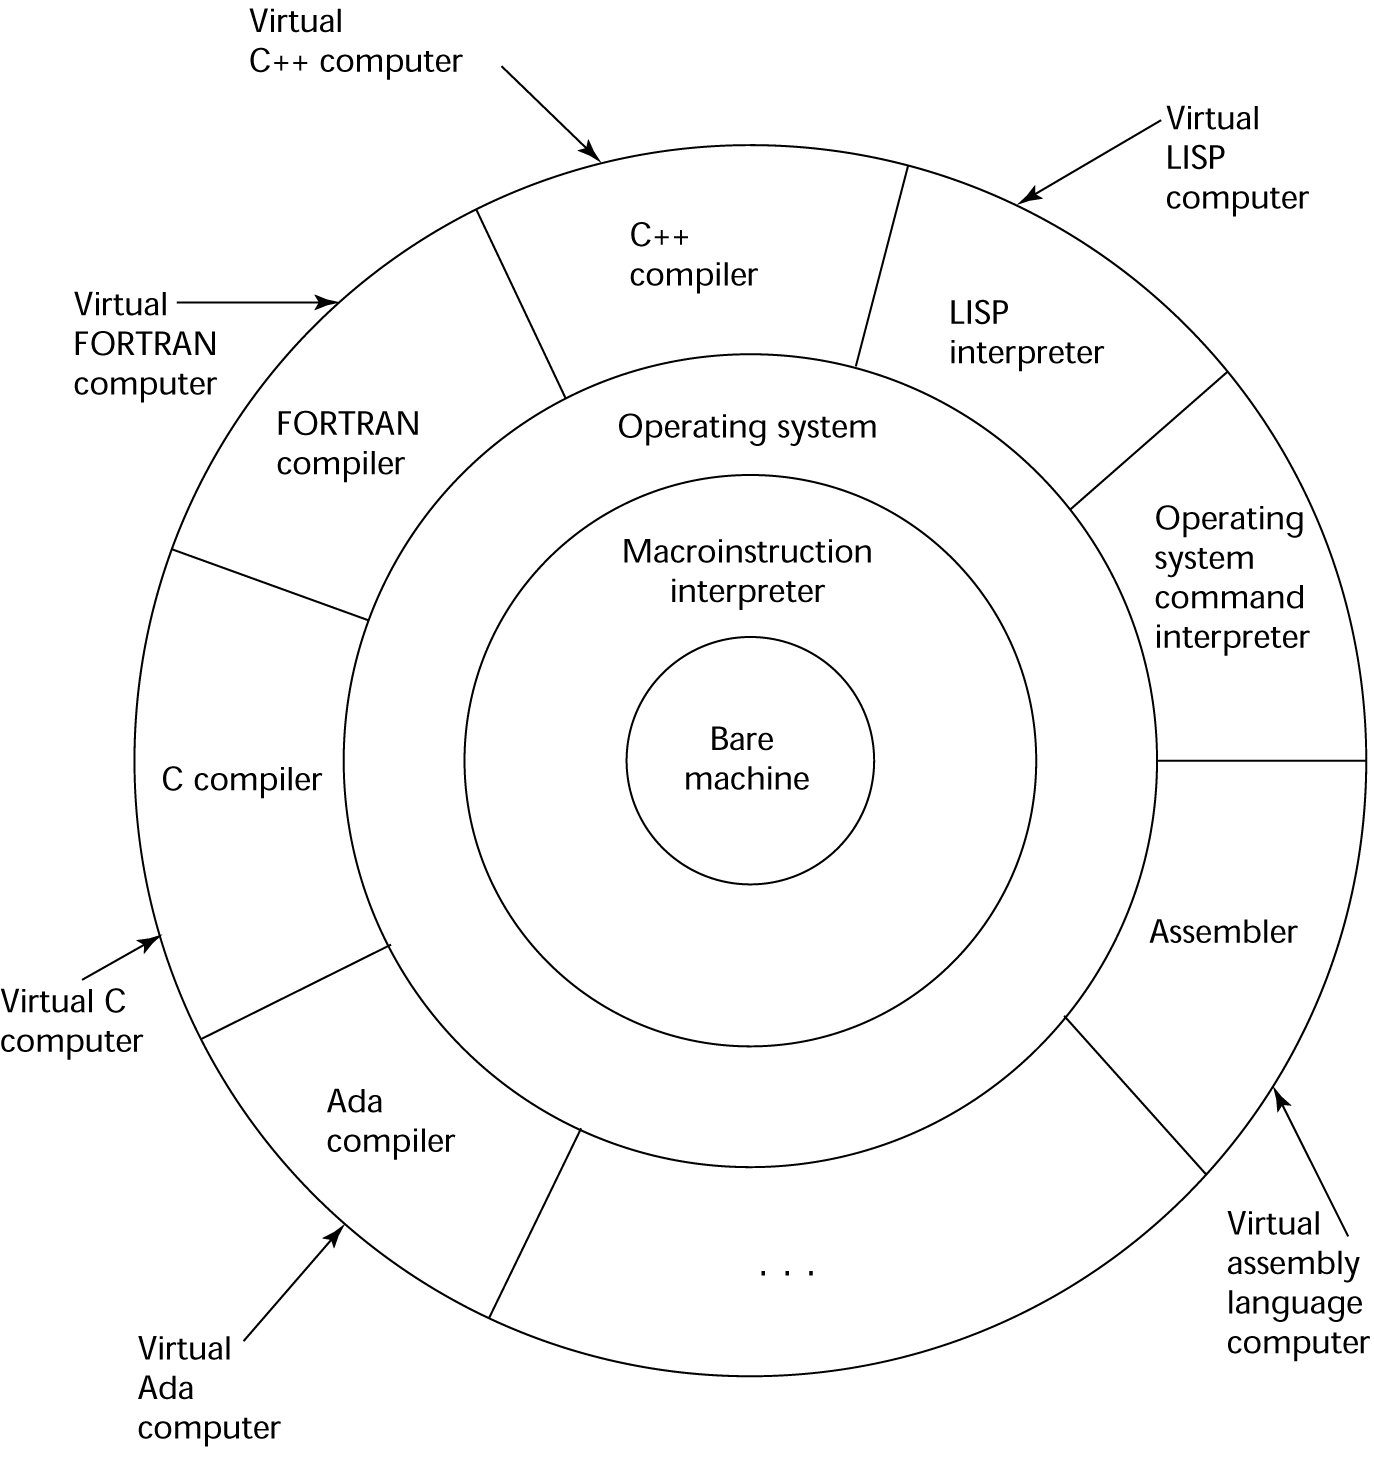 Virtual
C++ computer
Virtual
LISP
computer
C++
compiler
LISP
interpreter
Virtual
FORTRAN
computer
FORTRAN
compiler
Operating system
Operating
system
command
interpreter
Macroinstruction
interpreter
Bare
machine
C compiler
Assembler
Virtual C
computer
Ada
compiler
. . .
Virtual
assembly
language
computer
Virtual
Ada
computer